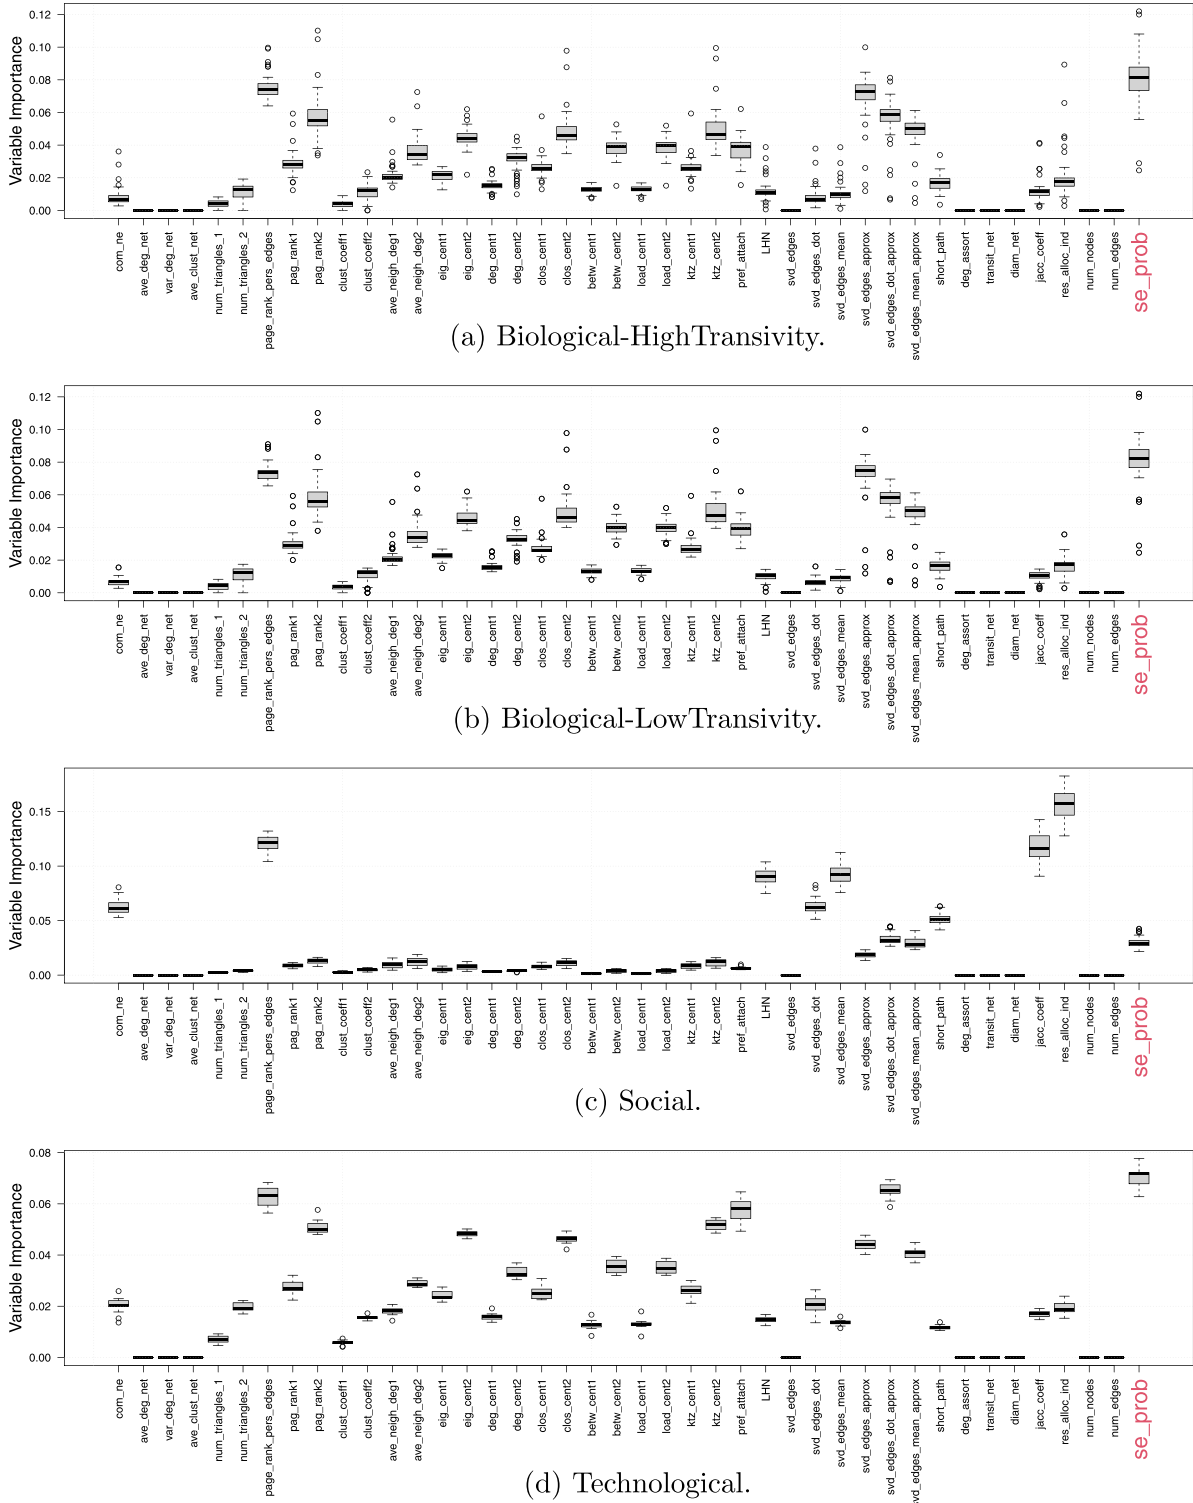 Variable Importance
0.12
0.10
0.08
0.06
0.04
0.02
0.00
com_ne
ave_deg_net
var_deg_net
ave_clust_net
num_triangles_1
num_triangles_2
page_rank_pers_edges
pag_rank1
pag_rank2
clust_coeff1
clust_coeff2
ave_neigh_deg1
ave_neigh_deg2
eig_cent1
eig_cent2
deg_cent1
deg_cent2
clos_cent1
clos_cent2
betw_cent1
betw_cent2
load_cent1
load_cent2
ktz_cent1
ktz_cent2
pref_attach
LHN
svd_edges
svd_edges_dot
svd_edges_mean
svd_edges_approx
svd_edges_dot_approx
svd_edges_mean_approx
short_path
deg_assort
transit_net
diam_net
jacc_coeff
res_alloc_ind
num_nodes
num_edges
se_prob
(a) Biological-HighTransivity.
Variable Importance
0.12
0.10
0.08
0.06
0.04
0.02
0.00
com_ne
ave_deg_net
var_deg_net
ave_clust_net
num_triangles_1
num_triangles_2
page_rank_pers_edges
pag_rank1
pag_rank2
clust_coeff1
clust_coeff2
ave_neigh_deg1
ave_neigh_deg2
eig_cent1
eig_cent2
deg_cent1
deg_cent2
clos_cent1
clos_cent2
betw_cent1
betw_cent2
load_cent1
load_cent2
ktz_cent1
ktz_cent2
pref_attach
LHN
svd_edges
svd_edges_dot
svd_edges_mean
svd_edges_approx
svd_edges_dot_approx
svd_edges_mean_approx
short_path
deg_assort
transit_net
diam_net
jacc_coeff
res_alloc_ind
num_nodes
num_edges
se_prob
(b) Biological-LowTransivity.
Variable Importance
0.15
0.10
0.05
0.00
com_ne
ave_deg_net
var_deg_net
ave_clust_net
num_triangles_1
num_triangles_2
page_rank_pers_edges
pag_rank1
pag_rank2
clust_coeff1
clust_coeff2
ave_neigh_deg1
ave_neigh_deg2
eig_cent1
eig_cent2
deg_cent1
deg_cent2
clos_cent1
clos_cent2
betw_cent1
betw_cent2
load_cent1
load_cent2
ktz_cent1
ktz_cent2
pref_attach
LHN
svd_edges
svd_edges_dot
svd_edges_mean
svd_edges_approx
svd_edges_dot_approx
svd_edges_mean_approx
short_path
deg_assort
transit_net
diam_net
jacc_coeff
res_alloc_ind
num_nodes
num_edges
se_prob
(c) Social.
Variable Importance
0.08
0.06
0.04
0.02
0.00
com_ne
ave_deg_net
var_deg_net
ave_clust_net
num_triangles_1
num_triangles_2
page_rank_pers_edges
pag_rank1
pag_rank2
clust_coeff1
clust_coeff2
ave_neigh_deg1
ave_neigh_deg2
eig_cent1
eig_cent2
deg_cent1
deg_cent2
clos_cent1
clos_cent2
betw_cent1
betw_cent2
load_cent1
load_cent2
ktz_cent1
ktz_cent2
pref_attach
LHN
svd_edges
svd_edges_dot
svd_edges_mean
svd_edges_approx
svd_edges_dot_approx
svd_edges_mean_approx
short_path
deg_assort
transit_net
diam_net
jacc_coeff
res_alloc_ind
num_nodes
num_edges
se_prob
(d) Technological.